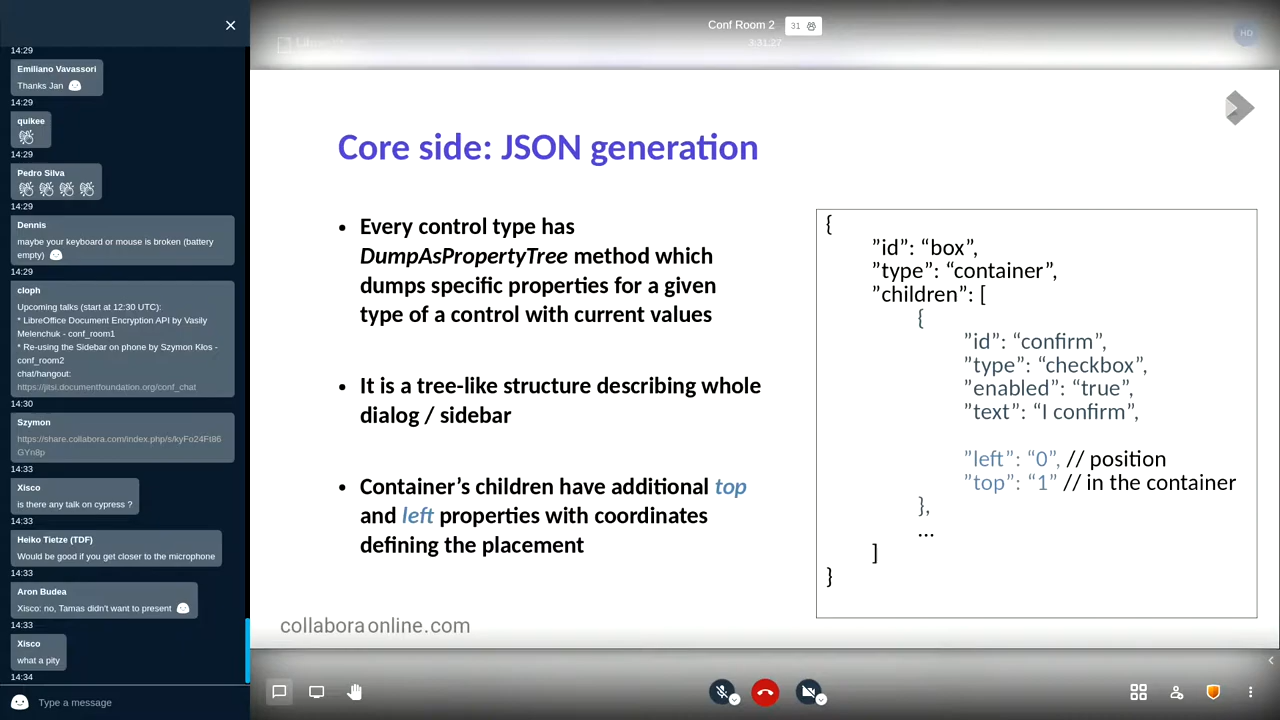 14:29
Emiliano Vavassori
Thanks Jan
14:29
quikee
14:29
Pedro Silva
14:29
Dennis
maybe your keyboard or mouse is broken (battery
empty)
14:29
cloph
Upcoming talks (start at 12:30 UTC):
* LibreOffice Document Encryption API by Vasily
Melenchuk - conf_room1
* Re-using the Sidebar on phone by Szymon Kłos -
conf_room2
chat/hangout:
https://jitsi.documentfoundation.org/conf_chat
14:30
Szymon
https://share.collabora.com/index.php/s/kyFo24Ft86
GYn8p
14:33
Xisco
is there any talk on cypress ?
14:33
Heiko Tietze (TDF)
Would be good if you get closer to the microphone
14:33
Aron Budea
Xisco: no, Tamas didn't want to present
14:33
Xisco
what a pity
14:34
Type a message
Conf Room 2
31
3:31:27
HD
Core side: JSON generation
• Every control type has
DumpAsPropertyTree method which
dumps specific properties for a given
type of a control with current values
• It is a tree-like structure describing whole
dialog / sidebar
• Container’s children have additional top
and left properties with coordinates
defining the placement
{
”id”: “box”,
”type”: “container”,
”children”: [
{
”id”: “confirm”,
”type”: “checkbox”,
”enabled”: “true”,
”text”: “I confirm”,
”left”: “0”, // position
”top”: “1” // in the container
},
...
]
}
collaboraonline.com